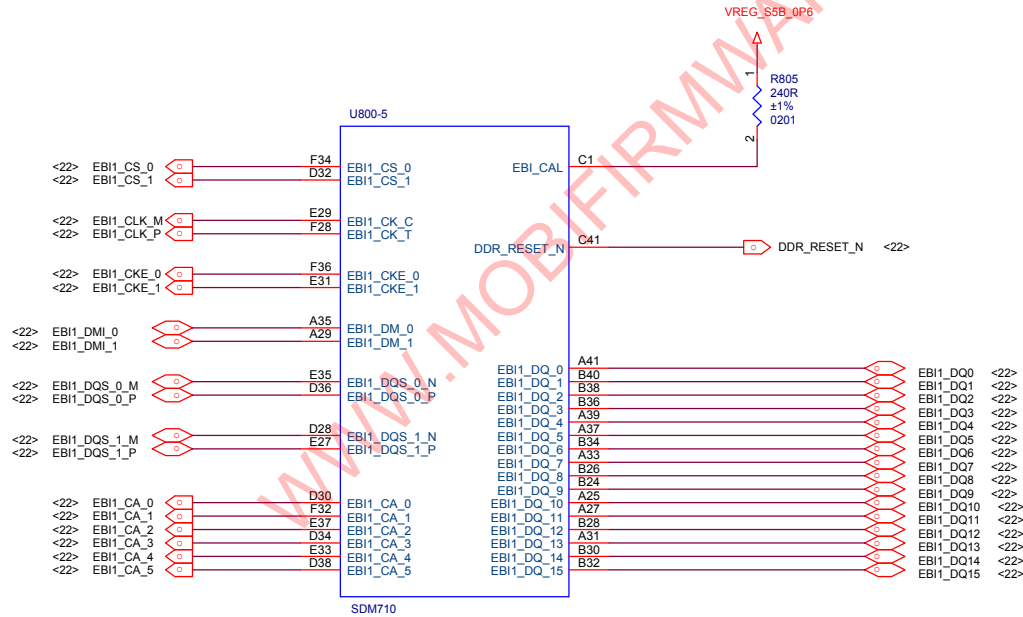 VREG_S5B_0P6
1
R805
240R
±1%
0201
2
U800-5
<22> EBI1_CS_0 F34 EBI1_CS_0 EBI_CAL C1
<22> EBI1_CS_1 D32 EBI1_CS_1
<22> EBI1_CLK_M E29 EBI1_CK_C
<22> EBI1_CLK_P F28 EBI1_CK_T
DDR_RESET_N C41 DDR_RESET_N <22>
<22> EBI1_CKE_0 F36 EBI1_CKE_0
<22> EBI1_CKE_1 E31 EBI1_CKE_1
<22> EBI1_DMI_0 A35 EBI1_DM_0
<22> EBI1_DMI_1 A29 EBI1_DM_1
<22> EBI1_DQS_0_M E35 EBI1_DQS_0_N
<22> EBI1_DQS_0_P D36 EBI1_DQS_0_P
<22> EBI1_DQS_1_M D28 EBI1_DQS_1_N
<22> EBI1_DQS_1_P E27 EBI1_DQS_1_P
<22> EBI1_CA_0 D30 EBI1_CA_0
<22> EBI1_CA_1 F32 EBI1_CA_1
<22> EBI1_CA_2 E37 EBI1_CA_2
<22> EBI1_CA_3 D34 EBI1_CA_3
<22> EBI1_CA_4 E33 EBI1_CA_4
<22> EBI1_CA_5 D38 EBI1_CA_5
EBI1_DQ_0 A41 EBI1_DQ0 <22>
EBI1_DQ_1 B40 EBI1_DQ1 <22>
EBI1_DQ_2 B38 EBI1_DQ2 <22>
EBI1_DQ_3 B36 EBI1_DQ3 <22>
EBI1_DQ_4 A39 EBI1_DQ4 <22>
EBI1_DQ_5 A37 EBI1_DQ5 <22>
EBI1_DQ_6 B34 EBI1_DQ6 <22>
EBI1_DQ_7 A33 EBI1_DQ7 <22>
EBI1_DQ_8 B26 EBI1_DQ8 <22>
EBI1_DQ_9 B24 EBI1_DQ9 <22>
EBI1_DQ_10 A25 EBI1_DQ10 <22>
EBI1_DQ_11 A27 EBI1_DQ11 <22>
EBI1_DQ_12 B28 EBI1_DQ12 <22>
EBI1_DQ_13 A31 EBI1_DQ13 <22>
EBI1_DQ_14 B30 EBI1_DQ14 <22>
EBI1_DQ_15 B32 EBI1_DQ15 <22>
SDM710
WWW.MOBIFIRMWA